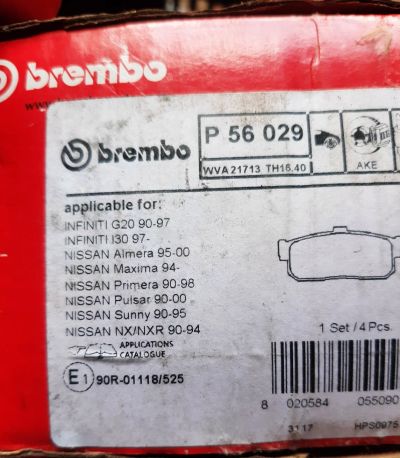 brembo
www.
brembo
P 56 029
WVA 21713 TH16.40
AKE
applicable for:
INFINITI G20 90-97
INFINITI I30 97-
NISSAN Almera 95-00
NISSAN Maxima 94-
NISSAN Primera 90-98
NISSAN Pulsar 90-00
NISSAN Sunny 90-95
NISSAN NX/NXR 90-94
APPLICATIONS
CATALOGUE
1 Set / 4 Pcs.
E1 90R-01118/525
8 020584 055090
3117 HPS0975